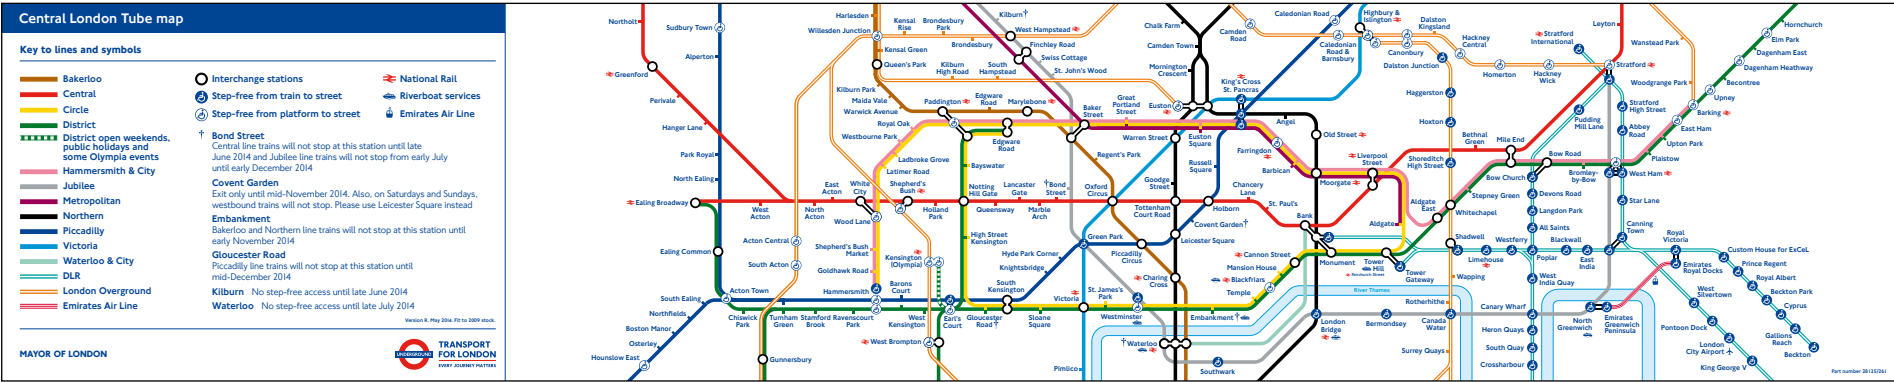 Central London Tube map
Key to lines and symbols
Bakerloo
Central
Circle
District
District open weekends,
public holidays and
some Olympia events
Hammersmith & City
Jubilee
Metropolitan
Northern
Piccadilly
Victoria
Waterloo & City
DLR
London Overground
Emirates Air Line
Interchange stations
Step-free from train to street
Step-free from platform to street
National Rail
Riverboat services
Emirates Air Line
† Bond Street
Central line trains will not stop at this station until late
June 2014 and Jubilee line trains will not stop from early July
until early December 2014
Covent Garden
Exit only until mid-November 2014. Also, on Saturdays and Sundays,
westbound trains will not stop. Please use Leicester Square instead
Embankment
Bakerloo and Northern line trains will not stop at this station until
early November 2014
Gloucester Road
Piccadilly line trains will not stop at this station until
mid-December 2014
Kilburn No step-free access until late June 2014
Waterloo No step-free access until late July 2014
Version R. May 2014. Fit to 2009 stock.
MAYOR OF LONDON
UNDERGROUND
TRANSPORT
FOR LONDON
EVERY JOURNEY MATTERS
Northolt
Greenford
Perivale
Hanger Lane
Sudbury Town
Alperton
Park Royal
North Ealing
Ealing Broadway
Ealing Common
South Ealing
Northfields
Boston Manor
Osterley
Hounslow East
Acton Town
Chiswick
Park
Turnham
Green
Stamford
Brook
Ravenscourt
Park
Gunnersbury
West
Acton
North
Acton
East
Acton
White
City
Shepherd's
Bush
Wood Lane
Holland
Park
Acton Central
South Acton
Shepherd's Bush
Market
Goldhawk Road
Hammersmith
Barons
Court
West
Kensington
Earl's
Court
Kensington
(Olympia)
West Brompton
Harlesden
Willesden Junction
Kensal Green
Queen's Park
Kilburn Park
Maida Vale
Warwick Avenue
Royal Oak
Westbourne Park
Ladbroke Grove
Latimer Road
Kensal
Rise
Brondesbury
Park
Brondesbury
Kilburn
High Road
South
Hampstead
Kilburn†
West Hampstead
Finchley Road
Swiss Cottage
St. John's Wood
Paddington
Edgware
Road
Marylebone
Edgware
Road
Baker
Street
Great
Portland
Street
Bayswater
Notting
Hill Gate
Queensway
Lancaster
Gate
Marble
Arch
†Bond
Street
Oxford
Circus
Regent's Park
High Street
Kensington
Gloucester
Road†
South
Kensington
Sloane
Square
Knightsbridge
Hyde Park Corner
Green Park
Victoria
St. James's
Park
Westminster
Pimlico
Chalk Farm
Camden Town
Mornington
Crescent
Camden
Road
Euston
King's Cross
St. Pancras
Euston
Square
Warren Street
Goodge
Street
Russell
Square
Tottenham
Court Road
Holborn
Covent Garden†
Leicester Square
Piccadilly
Circus
Charing
Cross
Embankment†
†Waterloo
Southwark
Temple
Blackfriars
Mansion House
Cannon Street
Chancery
Lane
St. Paul's
Bank
Monument
Farringdon
Barbican
Moorgate
Liverpool
Street
Old Street
Angel
Caledonian Road
Highbury &
Islington
Caledonian
Road &
Barnsbury
Canonbury
Dalston
Kingsland
Dalston Junction
Hackney
Central
Homerton
Hackney
Wick
Haggerston
Hoxton
Shoreditch
High Street
Bethnal
Green
Mile End
Stepney Green
Whitechapel
Aldgate
East
Aldgate
Tower
Hill
Fenchurch Street
Tower
Gateway
Shadwell
Limehouse
Westferry
Poplar
Blackwall
East
India
Wapping
Rotherhithe
Canada
Water
Surrey Quays
Bermondsey
London
Bridge
River Thames
Canary Wharf
West
India Quay
Heron Quays
South Quay
Crossharbour
North
Greenwich
Emirates
Greenwich
Peninsula
Emirates
Royal Docks
Royal
Victoria
Canning
Town
Custom House for ExCeL
Prince Regent
Royal Albert
Beckton Park
Cyprus
Gallions
Reach
Beckton
West
Silvertown
Pontoon Dock
London
City Airport
King George V
Leyton
Stratford
International
Stratford
Stratford
High Street
Pudding
Mill Lane
Abbey
Road
Bow Road
Bow Church
Bromley-
by-Bow
West Ham
Star Lane
Devons Road
Langdon Park
All Saints
Plaistow
Upton Park
East Ham
Barking
Upney
Becontree
Dagenham Heathway
Dagenham East
Elm Park
Hornchurch
Wanstead Park
Woodgrange Park
Part number 28125/261